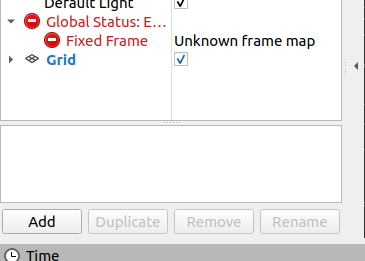 Default Light
Global Status: E...
Fixed Frame Unknown frame map
Grid
Add Duplicate Remove Rename
Time